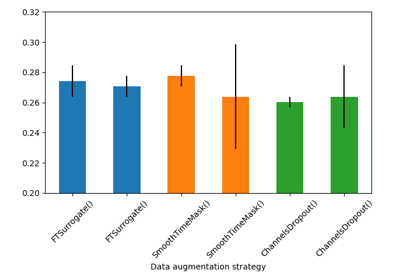 0.32
0.30
0.28
0.26
0.24
0.22
0.20
FTSurrogate()
FTSurrogate()
SmoothTimeMask()
SmoothTimeMask()
ChannelsDropout()
ChannelsDropout()
Data augmentation strategy